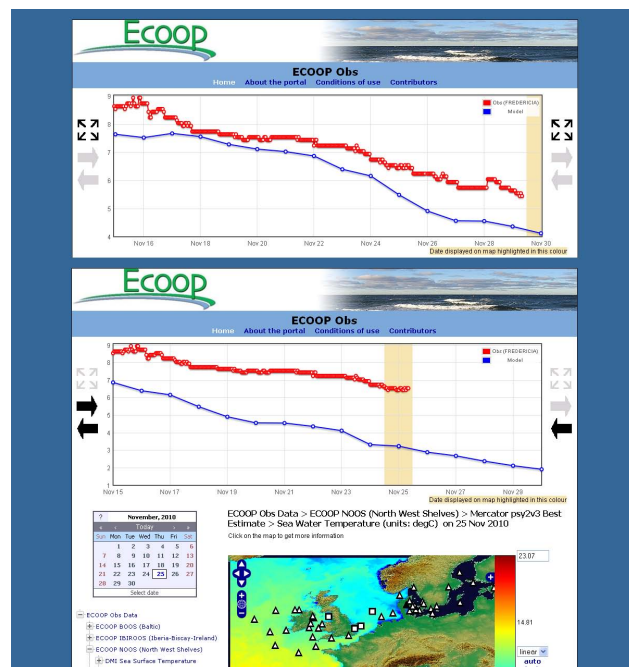 Ecoop
ECOOP Obs
Home About the portal Conditions of use Contributors
9
8
7
6
5
4
Obs (FREDERICIA)
Model
Nov 16 Nov 18 Nov 20 Nov 22 Nov 24 Nov 26 Nov 28 Nov 30
Date displayed on map highlighted in this colour
Ecoop
ECOOP Obs
Home About the portal Conditions of use Contributors
9
8
7
6
5
4
3
2
1
Obs (FREDERICIA)
Model
Nov 15 Nov 17 Nov 19 Nov 21 Nov 23 Nov 25 Nov 27 Nov 29
Date displayed on map highlighted in this colour
? November, 2010
« ‹ Today › »
Sun Mon Tue Wed Thu Fri Sat
1 2 3 4 5 6
7 8 9 10 11 12 13
14 15 16 17 18 19 20
21 22 23 24 25 26 27
28 29 30
Select date
ECOOP Obs Data > ECOOP NOOS (North West Shelves) > Mercator psy2v3 Best
Estimate > Sea Water Temperature (units: degC) on 25 Nov 2010
Click on the map to get more information
23.07
14.81
linear
auto
ECOOP Obs Data
ECOOP BOOS (Baltic)
ECOOP IBIROOS (Iberia-Biscay-Ireland)
ECOOP NOOS (North West Shelves)
DMI Sea Surface Temperature